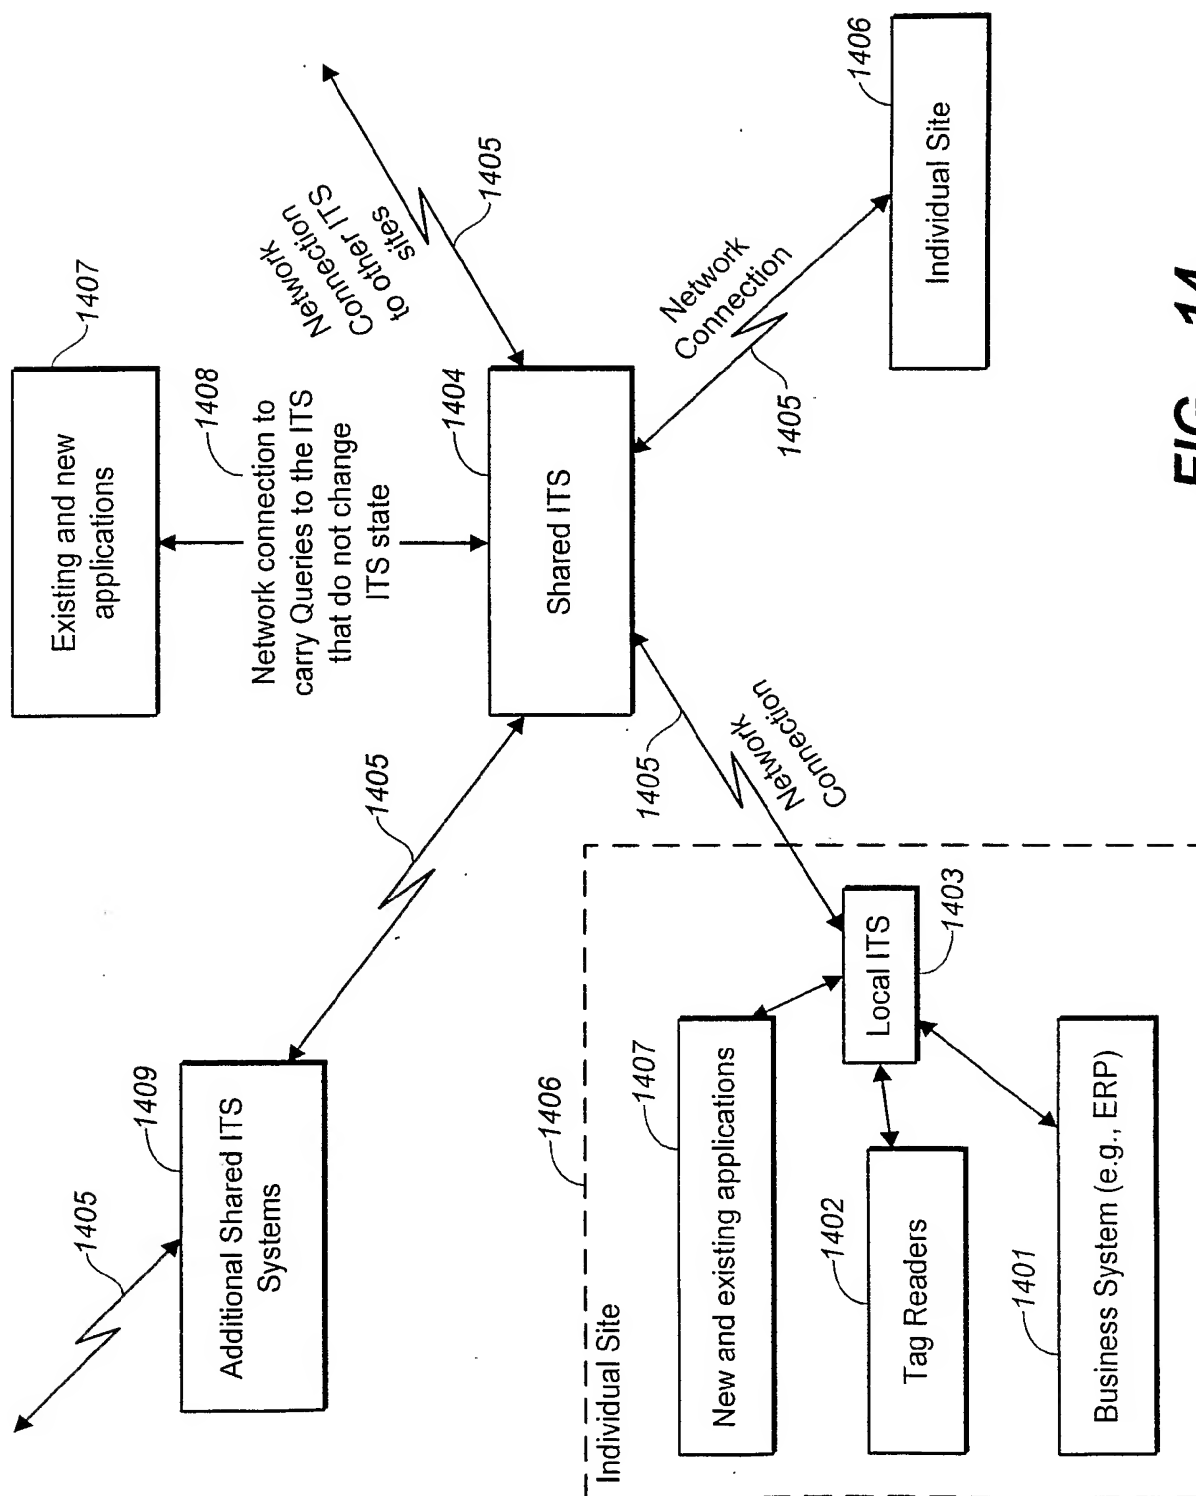 1405
1409
Additional Shared ITS
Systems
1405
1407
Existing and new
applications
1408
Network connection to
carry Queries to the ITS
that do not change
ITS state
Network
Connection
to other ITS
sites
1405
1404
Shared ITS
1406
Individual Site
1407
New and existing applications
1402
Tag Readers
1401
Business System (e.g., ERP)
Local ITS
1403
1405
Network
Connection
Network
Connection
1405
1406
Individual Site
FIG. 14